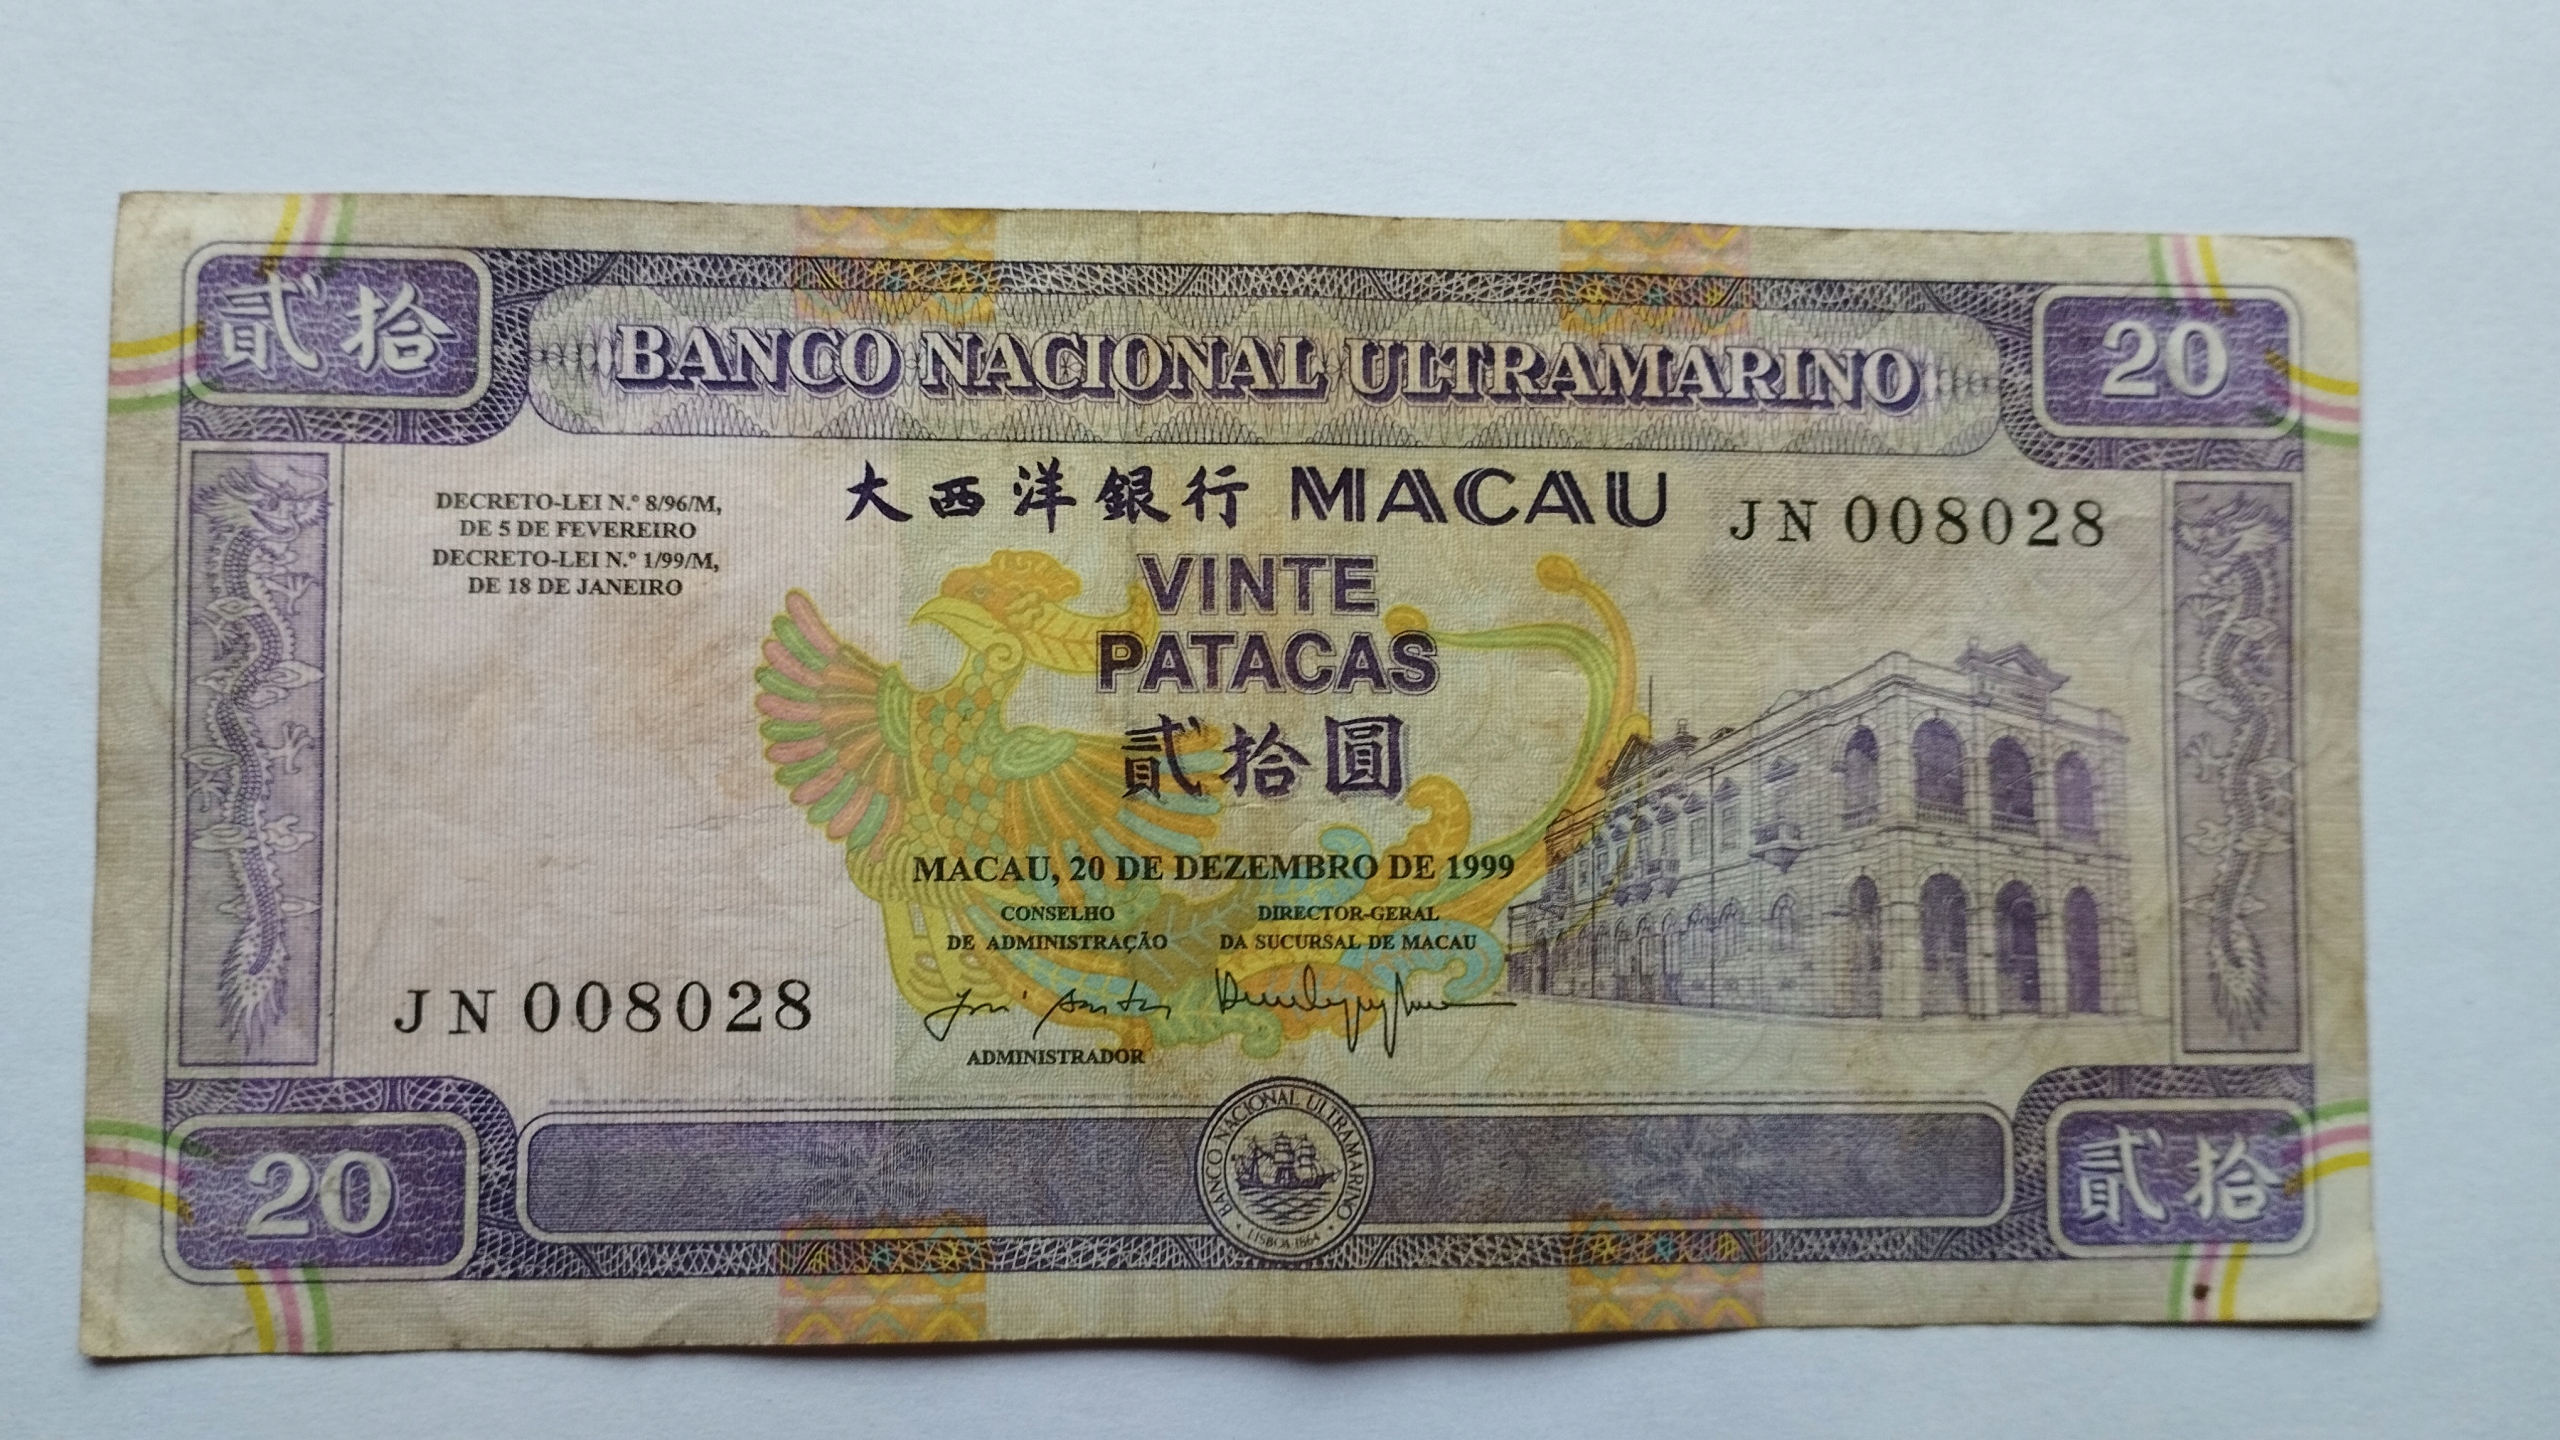 貳拾
BANCO NACIONAL ULTRAMARINO
20
大西洋銀行 MACAU
JN 008028
DECRETO-LEI N.º 8/96/M,
DE 5 DE FEVEREIRO
DECRETO-LEI N.º 1/99/M,
DE 18 DE JANEIRO
VINTE
PATACAS
貳拾圓
MACAU, 20 DE DEZEMBRO DE 1999
CONSELHO
DE ADMINISTRAÇÃO
DIRECTOR-GERAL
DA SUCURSAL DE MACAU
ADMINISTRADOR
JN 008028
20
BANCO NACIONAL ULTRAMARINO
LISBOA 1864
貳拾